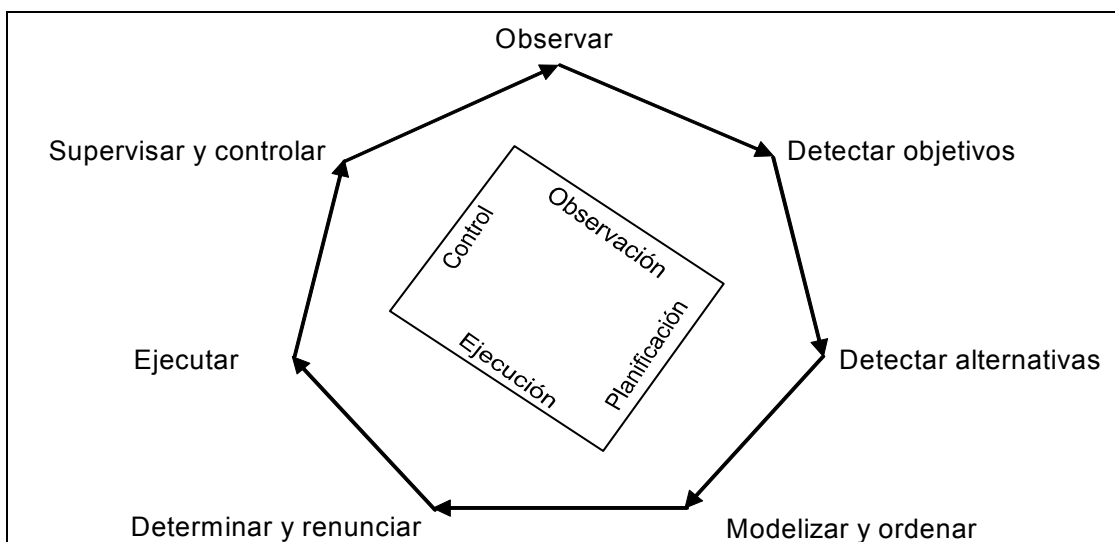 Observar
Supervisar y controlar
Detectar objetivos
Control
Observación
Ejecutar
Ejecución
Planificación
Detectar alternativas
Determinar y renunciar
Modelizar y ordenar